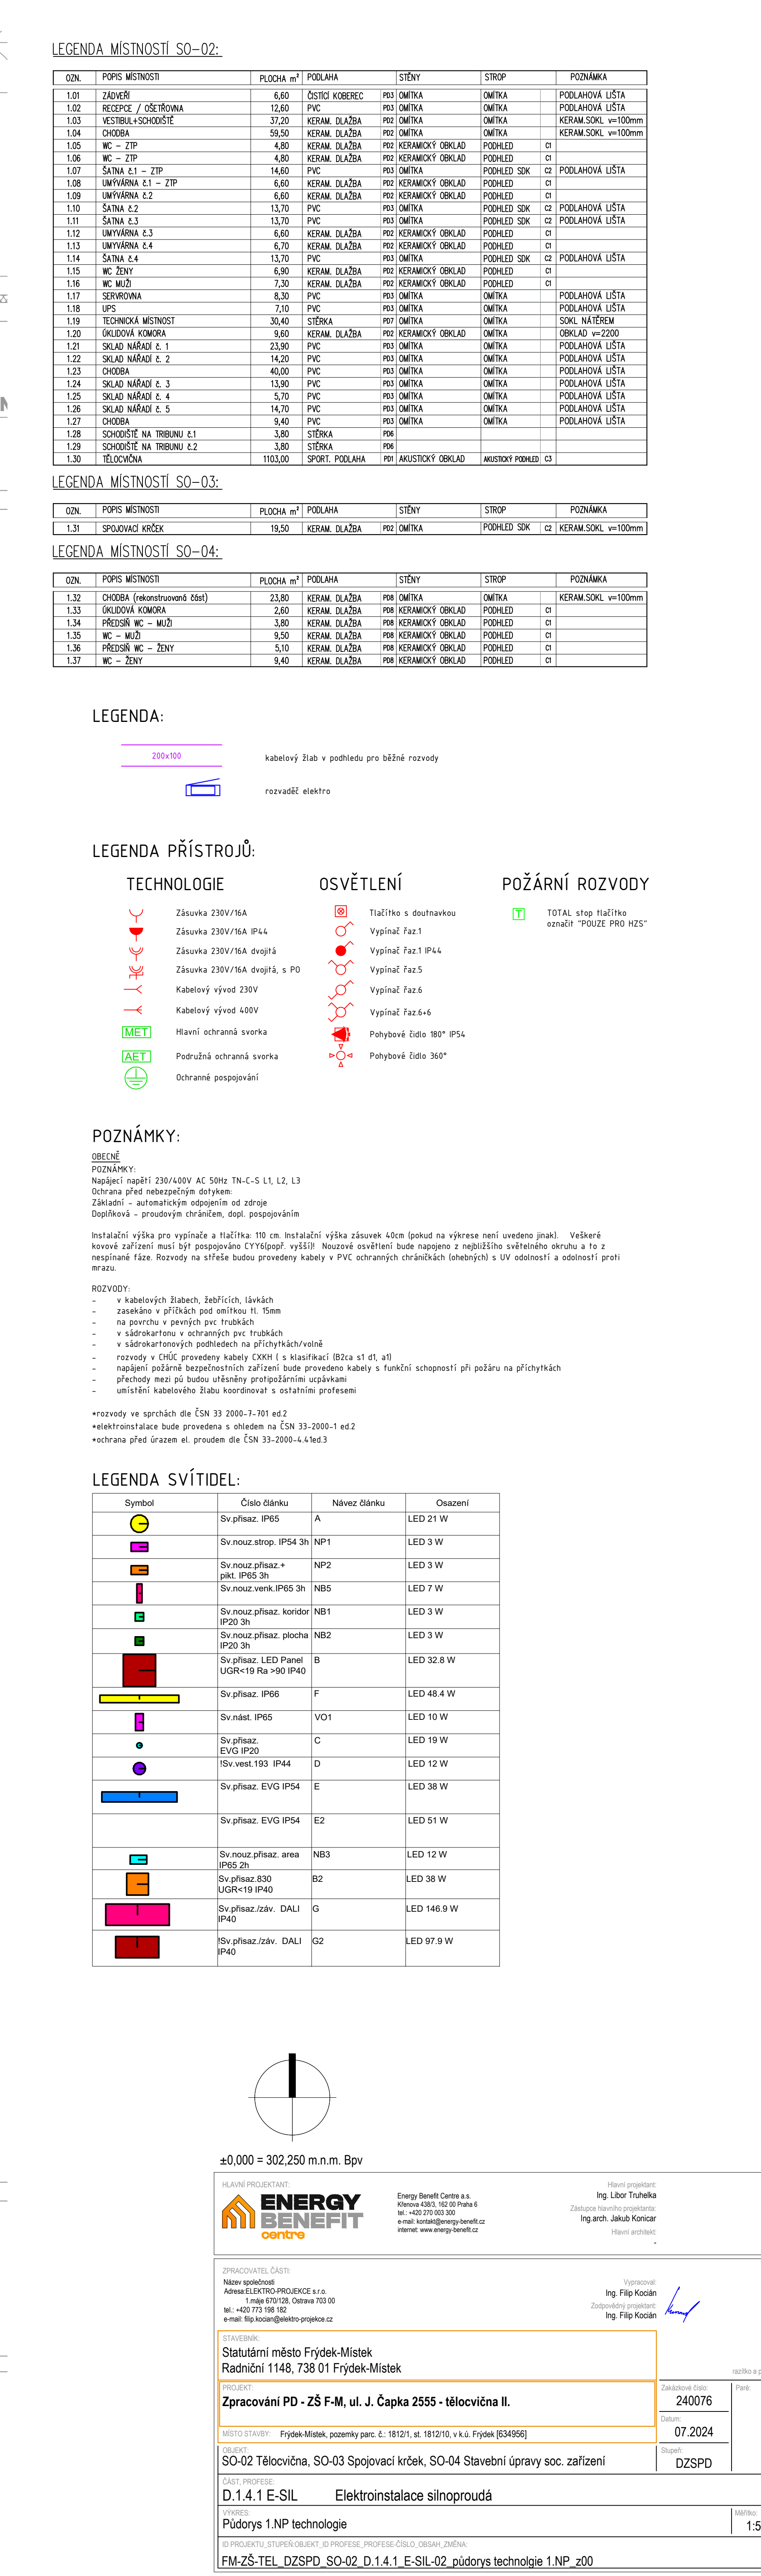 LEGENDA MÍSTNOSTÍ SO-02:
OZN. POPIS MÍSTNOSTI PLOCHA m² PODLAHA STĚNY STROP POZNÁMKA
1.01 ZÁDVEŘÍ 6,60 ČISTÍCÍ KOBEREC PD3 OMÍTKA OMÍTKA PODLAHOVÁ LIŠTA
1.02 RECEPCE / OŠETŘOVNA 12,60 PVC PD3 OMÍTKA OMÍTKA PODLAHOVÁ LIŠTA
1.03 VESTIBUL+SCHODIŠTĚ 37,20 KERAM. DLAŽBA PD2 OMÍTKA OMÍTKA KERAM.SOKL v=100mm
1.04 CHODBA 59,50 KERAM. DLAŽBA PD2 OMÍTKA OMÍTKA KERAM.SOKL v=100mm
1.05 WC - ZTP 4,80 KERAM. DLAŽBA PD2 KERAMICKÝ OBKLAD PODHLED C1
1.06 WC - ZTP 4,80 KERAM. DLAŽBA PD2 KERAMICKÝ OBKLAD PODHLED C1
1.07 ŠATNA č.1 - ZTP 14,60 PVC PD3 OMÍTKA PODHLED SDK C2 PODLAHOVÁ LIŠTA
1.08 UMÝVÁRNA č.1 - ZTP 6,60 KERAM. DLAŽBA PD2 KERAMICKÝ OBKLAD PODHLED C1
1.09 UMÝVÁRNA č.2 6,60 KERAM. DLAŽBA PD2 KERAMICKÝ OBKLAD PODHLED C1
1.10 ŠATNA č.2 13,70 PVC PD3 OMÍTKA PODHLED SDK C2 PODLAHOVÁ LIŠTA
1.11 ŠATNA č.3 13,70 PVC PD3 OMÍTKA PODHLED SDK C2 PODLAHOVÁ LIŠTA
1.12 UMYVÁRNA č.3 6,60 KERAM. DLAŽBA PD2 KERAMICKÝ OBKLAD PODHLED C1
1.13 UMYVÁRNA č.4 6,70 KERAM. DLAŽBA PD2 KERAMICKÝ OBKLAD PODHLED C1
1.14 ŠATNA č.4 13,70 PVC PD3 OMÍTKA PODHLED SDK C2 PODLAHOVÁ LIŠTA
1.15 WC ŽENY 6,90 KERAM. DLAŽBA PD2 KERAMICKÝ OBKLAD PODHLED C1
1.16 WC MUŽI 7,30 KERAM. DLAŽBA PD2 KERAMICKÝ OBKLAD PODHLED C1
1.17 SERVROVNA 8,30 PVC PD3 OMÍTKA OMÍTKA PODLAHOVÁ LIŠTA
1.18 UPS 7,10 PVC PD3 OMÍTKA OMÍTKA PODLAHOVÁ LIŠTA
1.19 TECHNICKÁ MÍSTNOST 30,40 STĚRKA PD7 OMÍTKA OMÍTKA SOKL NÁTĚREM
1.20 ÚKLIDOVÁ KOMORA 9,60 KERAM. DLAŽBA PD2 KERAMICKÝ OBKLAD OMÍTKA OBKLAD v=2200
1.21 SKLAD NÁŘADÍ č. 1 23,90 PVC PD3 OMÍTKA OMÍTKA PODLAHOVÁ LIŠTA
1.22 SKLAD NÁŘADÍ č. 2 14,20 PVC PD3 OMÍTKA OMÍTKA PODLAHOVÁ LIŠTA
1.23 CHODBA 40,00 PVC PD3 OMÍTKA OMÍTKA PODLAHOVÁ LIŠTA
1.24 SKLAD NÁŘADÍ č. 3 13,90 PVC PD3 OMÍTKA OMÍTKA PODLAHOVÁ LIŠTA
1.25 SKLAD NÁŘADÍ č. 4 5,70 PVC PD3 OMÍTKA OMÍTKA PODLAHOVÁ LIŠTA
1.26 SKLAD NÁŘADÍ č. 5 14,70 PVC PD3 OMÍTKA OMÍTKA PODLAHOVÁ LIŠTA
1.27 CHODBA 9,40 PVC PD3 OMÍTKA OMÍTKA PODLAHOVÁ LIŠTA
1.28 SCHODIŠTĚ NA TRIBUNU č.1 3,80 STĚRKA PD6
1.29 SCHODIŠTĚ NA TRIBUNU č.2 3,80 STĚRKA PD6
1.30 TĚLOCVIČNA 1103,00 SPORT. PODLAHA PD1 AKUSTICKÝ OBKLAD AKUSTICKÝ PODHLED C3
LEGENDA MÍSTNOSTÍ SO-03:
OZN. POPIS MÍSTNOSTI PLOCHA m² PODLAHA STĚNY STROP POZNÁMKA
1.31 SPOJOVACÍ KRČEK 19,50 KERAM. DLAŽBA PD2 OMÍTKA PODHLED SDK C2 KERAM.SOKL v=100mm
LEGENDA MÍSTNOSTÍ SO-04:
OZN. POPIS MÍSTNOSTI PLOCHA m² PODLAHA STĚNY STROP POZNÁMKA
1.32 CHODBA (rekonstruovaná část) 23,80 KERAM. DLAŽBA PD8 OMÍTKA OMÍTKA KERAM.SOKL v=100mm
1.33 ÚKLIDOVÁ KOMORA 2,60 KERAM. DLAŽBA PD8 KERAMICKÝ OBKLAD PODHLED C1
1.34 PŘEDSÍŇ WC - MUŽI 3,80 KERAM. DLAŽBA PD8 KERAMICKÝ OBKLAD PODHLED C1
1.35 WC - MUŽI 9,50 KERAM. DLAŽBA PD8 KERAMICKÝ OBKLAD PODHLED C1
1.36 PŘEDSÍŇ WC - ŽENY 5,10 KERAM. DLAŽBA PD8 KERAMICKÝ OBKLAD PODHLED C1
1.37 WC - ŽENY 9,40 KERAM. DLAŽBA PD8 KERAMICKÝ OBKLAD PODHLED C1
LEGENDA:
200x100 kabelový žlab v podhledu pro běžné rozvody
rozvaděč elektro
LEGENDA PŘÍSTROJŮ:
TECHNOLOGIE OSVĚTLENÍ POŽÁRNÍ ROZVODY
Zásuvka 230V/16A Tlačítko s doutnavkou T TOTAL stop tlačítko
označit "POUZE PRO HZS"
Zásuvka 230V/16A IP44 Vypínač řaz.1
Zásuvka 230V/16A dvojitá Vypínač řaz.1 IP44
Zásuvka 230V/16A dvojitá, s PO Vypínač řaz.5
Kabelový vývod 230V Vypínač řaz.6
Kabelový vývod 400V Vypínač řaz.6+6
MET Hlavní ochranná svorka Pohybové čidlo 180° IP54
AET Podružná ochranná svorka Pohybové čidlo 360°
Ochranné pospojování
POZNÁMKY:
OBECNĚ
POZNÁMKY:
Napájecí napětí 230/400V AC 50Hz TN-C-S L1, L2, L3
Ochrana před nebezpečným dotykem:
Základní - automatickým odpojením od zdroje
Doplňková - proudovým chráničem, dopl. pospojováním
Instalační výška pro vypínače a tlačítka: 110 cm. Instalační výška zásuvek 40cm (pokud na výkrese není uvedeno jinak). Veškeré
kovové zařízení musí být pospojováno CYY6(popř. vyšší)! Nouzové osvětlení bude napojeno z nejbližšího světelného okruhu a to z
nespínané fáze. Rozvody na střeše budou provedeny kabely v PVC ochranných chráničkách (ohebných) s UV odolností a odolností proti
mrazu.
ROZVODY:
- v kabelových žlabech, žebřících, lávkách
- zasekáno v příčkách pod omítkou tl. 15mm
- na povrchu v pevných pvc trubkách
- v sádrokartonu v ochranných pvc trubkách
- v sádrokartonových podhledech na příchytkách/volně
- rozvody v CHÚC provedeny kabely CXKH ( s klasifikací (B2ca s1 d1, a1)
- napájení požárně bezpečnostních zařízení bude provedeno kabely s funkční schopností při požáru na příchytkách
- přechody mezi pú budou utěsněny protipožárními ucpávkami
- umístění kabelového žlabu koordinovat s ostatními profesemi
*rozvody ve sprchách dle ČSN 33 2000-7-701 ed.2
*elektroinstalace bude provedena s ohledem na ČSN 33-2000-1 ed.2
*ochrana před úrazem el. proudem dle ČSN 33-2000-4.41ed.3
LEGENDA SVÍTIDEL:
Symbol Číslo článku Návez článku Osazení
Sv.přisaz. IP65 A LED 21 W
Sv.nouz.strop. IP54 3h NP1 LED 3 W
Sv.nouz.přisaz.+ NP2 LED 3 W
pikt. IP65 3h
Sv.nouz.venk.IP65 3h NB5 LED 7 W
Sv.nouz.přisaz. koridor NB1 LED 3 W
IP20 3h
Sv.nouz.přisaz. plocha NB2 LED 3 W
IP20 3h
Sv.přisaz. LED Panel B LED 32.8 W
UGR<19 Ra >90 IP40
Sv.přisaz. IP66 F LED 48.4 W
Sv.nást. IP65 VO1 LED 10 W
Sv.přisaz. C LED 19 W
EVG IP20
!Sv.vest.193 IP44 D LED 12 W
Sv.přisaz. EVG IP54 E LED 38 W
Sv.přisaz. EVG IP54 E2 LED 51 W
Sv.nouz.přisaz. area NB3 LED 12 W
IP65 2h
Sv.přisaz.830 B2 LED 38 W
UGR<19 IP40
Sv.přisaz./záv. DALI G LED 146.9 W
IP40
!Sv.přisaz./záv. DALI G2 LED 97.9 W
IP40
±0,000 = 302,250 m.n.m. Bpv
HLAVNÍ PROJEKTANT:
ENERGY
BENEFIT
centre
Energy Benefit Centre a.s.
Křenova 438/3, 162 00 Praha 6
tel.: +420 270 003 300
e-mail: kontakt@energy-benefit.cz
internet: www.energy-benefit.cz
Hlavní projektant:
Ing. Libor Truhelka
Zástupce hlavního projektanta:
Ing.arch. Jakub Konicar
Hlavní architekt:
-
ZPRACOVATEL ČÁSTI:
Název společnosti
Adresa:ELEKTRO-PROJEKCE s.r.o.
1.máje 670/128, Ostrava 703 00
tel.: +420 773 198 182
e-mail: filip.kocian@elektro-projekce.cz
Vypracoval:
Ing. Filip Kocián
Zodpovědný projektant:
Ing. Filip Kocián
STAVEBNÍK:
Statutární město Frýdek-Místek
Radniční 1148, 738 01 Frýdek-Místek
razítko a p
PROJEKT:
Zpracování PD - ZŠ F-M, ul. J. Čapka 2555 - tělocvična II.
Zakázkové číslo: Paré:
240076
Datum:
07.2024
MÍSTO STAVBY: Frýdek-Místek, pozemky parc. č.: 1812/1, st. 1812/10, v k.ú. Frýdek [634956]
OBJEKT:
SO-02 Tělocvična, SO-03 Spojovací krček, SO-04 Stavební úpravy soc. zařízení
Stupeň:
DZSPD
ČÁST, PROFESE:
D.1.4.1 E-SIL Elektroinstalace silnoproudá
VÝKRES:
Půdorys 1.NP technologie
Měřítko:
1:5
ID PROJEKTU_STUPEŇ:OBJEKT_ID PROFESE_PROFESE-ČÍSLO_OBSAH_ZMĚNA:
FM-ZŠ-TEL_DZSPD_SO-02_D.1.4.1_E-SIL-02_půdorys technolgie 1.NP_z00